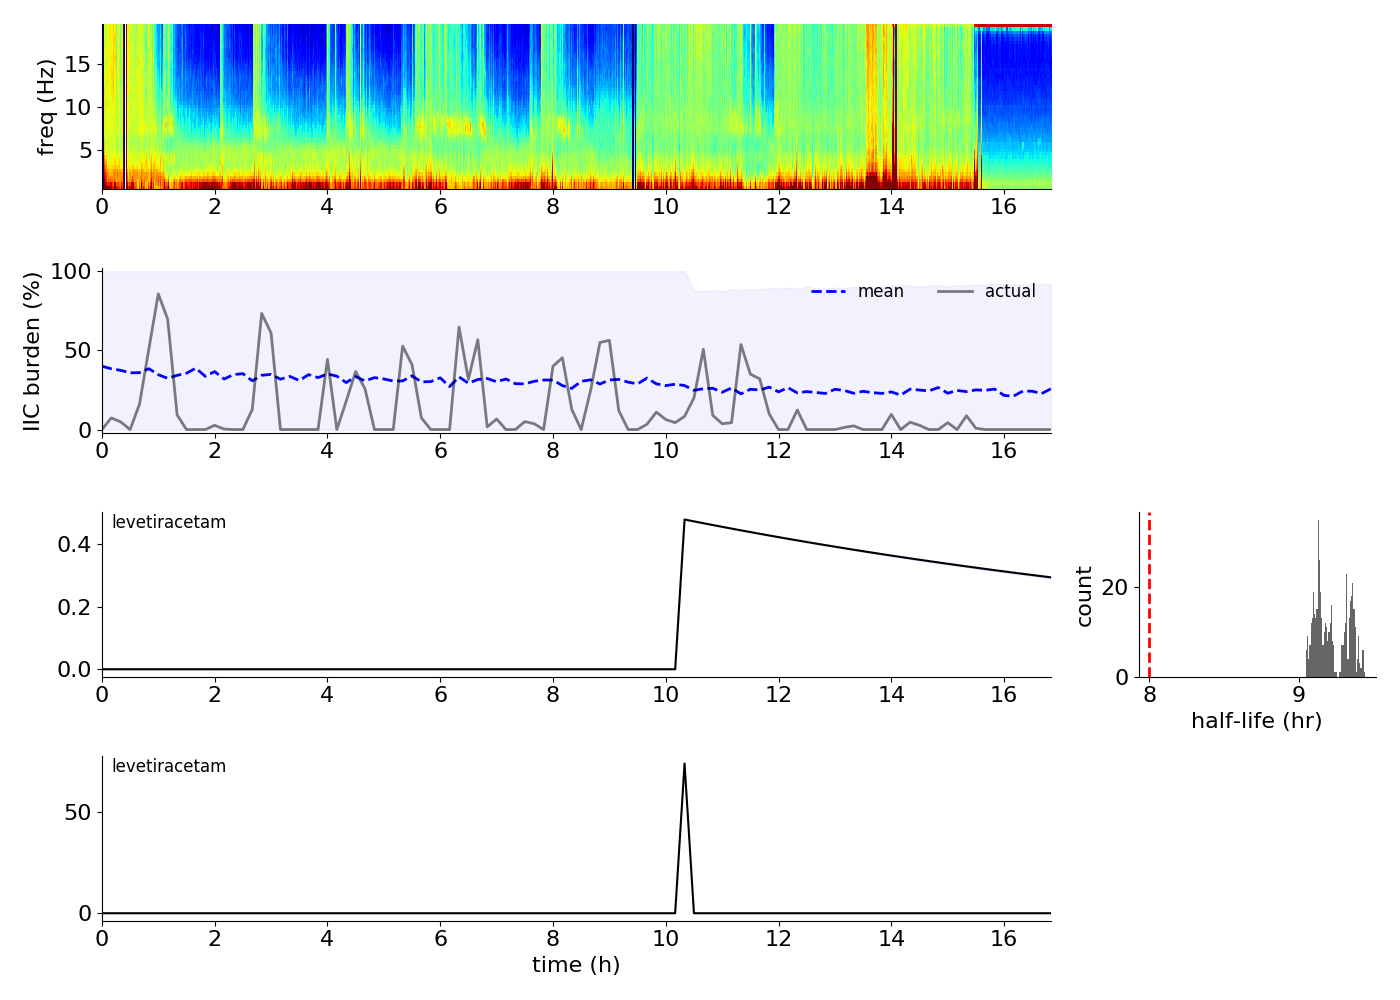 freq (Hz)
15
10
5
0 2 4 6 8 10 12 14 16
IIC burden (%)
100
50
0
mean actual
0 2 4 6 8 10 12 14 16
levetiracetam
0.4
0.2
0.0
0 2 4 6 8 10 12 14 16
count
20
0
8 9
half-life (hr)
levetiracetam
50
0
0 2 4 6 8 10 12 14 16
time (h)